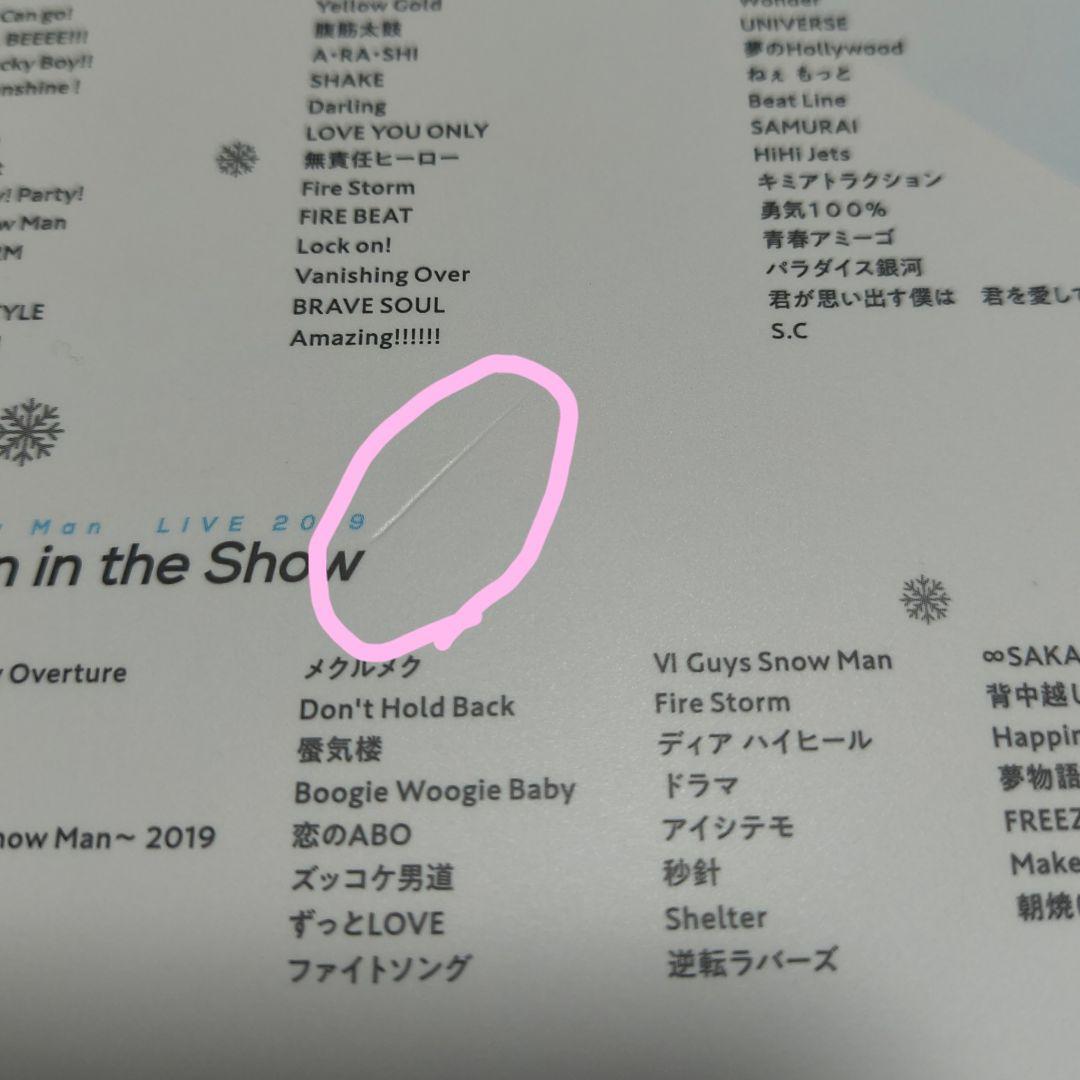 Can go!
BEEEE!!!
cky Boy!!
nshine!
y! Party!
w Man
RM
TYLE
Yellow Gold
腹筋太鼓
A・RA・SHI
SHAKE
Darling
LOVE YOU ONLY
無責任ヒーロー
Fire Storm
FIRE BEAT
Lock on!
Vanishing Over
BRAVE SOUL
Amazing!!!!!!
Wonder
UNIVERSE
夢のHollywood
ねぇ もっと
Beat Line
SAMURAI
HiHi Jets
キミアトラクション
勇気100%
青春アミーゴ
パラダイス銀河
君が思い出す僕は 君を愛して
S.C
Man LIVE 2019
n in the Show
Overture
how Man～ 2019
メクルメク
Don't Hold Back
蜃気楼
Boogie Woogie Baby
恋のABO
ズッコケ男道
ずっとLOVE
ファイトソング
VI Guys Snow Man
Fire Storm
ディア ハイヒール
ドラマ
アイシテモ
秒針
Shelter
逆転ラバーズ
∞SAKA
背中越し
Happin
夢物語
FREEZ
Make
朝焼